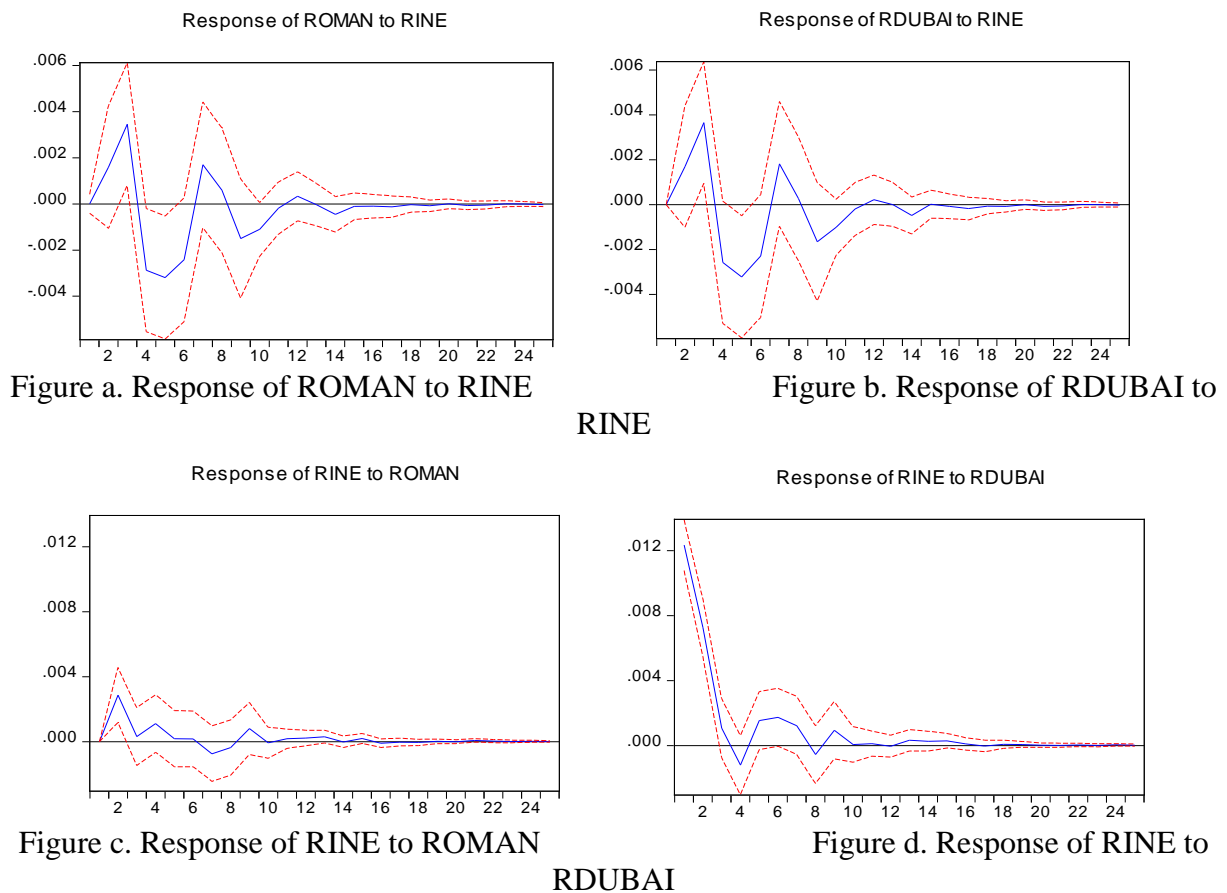 Response of ROMAN to RINE
Response of RDUBAI to RINE
.006
.004
.002
.000
-.002
-.004
2 4 6 8 10 12 14 16 18 20 22 24
.006
.004
.002
.000
-.002
-.004
2 4 6 8 10 12 14 16 18 20 22 24
Figure a. Response of ROMAN to RINE
Figure b. Response of RDUBAI to
RINE
Response of RINE to ROMAN
Response of RINE to RDUBAI
.012
.008
.004
.000
2 4 6 8 10 12 14 16 18 20 22 24
.012
.008
.004
.000
2 4 6 8 10 12 14 16 18 20 22 24
Figure c. Response of RINE to ROMAN
Figure d. Response of RINE to
RDUBAI